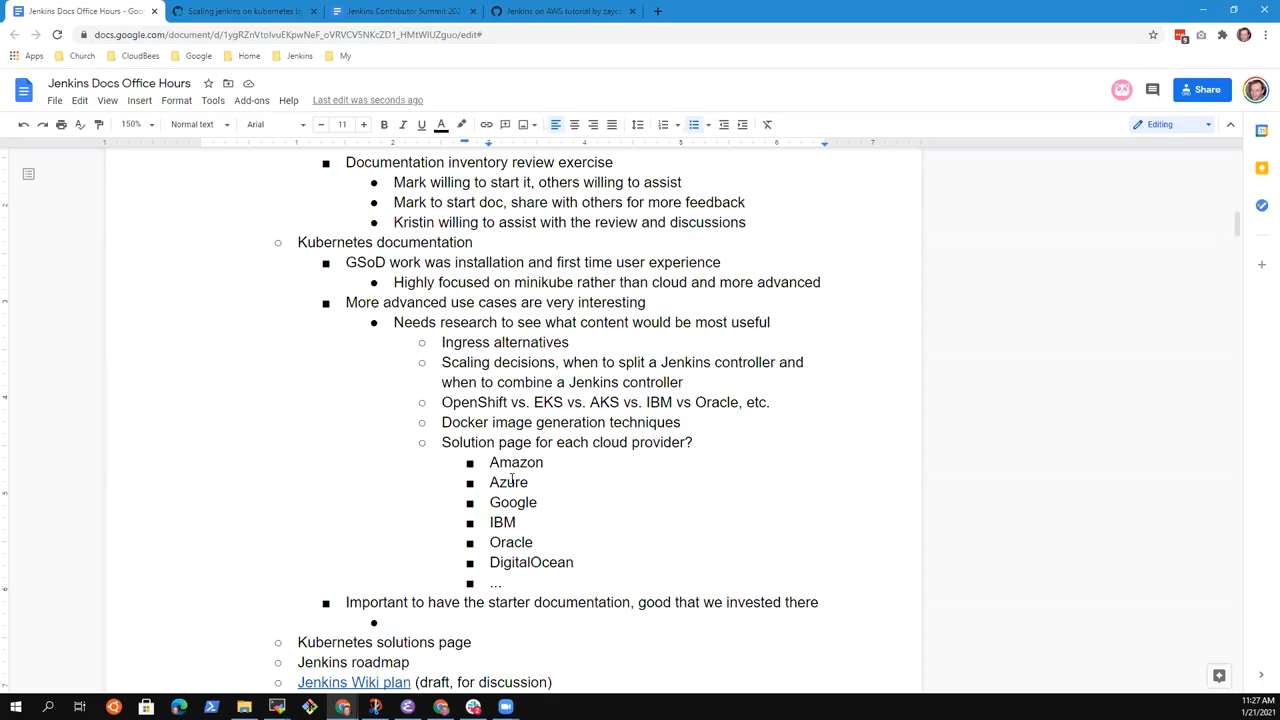 Jenkins Docs Office Hours - Goo
Scaling jenkins on kubernetes b
Jenkins Contributor Summit 202
Jenkins on AWS tutorial by zayc
docs.google.com/document/d/1ygRZnVtoIvuEKpwNeF_oVRVCV5NKcZD1_HMtWIUZguo/edit#
Apps Church CloudBees Google Home Jenkins My
Jenkins Docs Office Hours
File Edit View Insert Format Tools Add-ons Help Last edit was seconds ago
Share
150% Normal text Arial 11 Editing
Documentation inventory review exercise
Mark willing to start it, others willing to assist
Mark to start doc, share with others for more feedback
Kristin willing to assist with the review and discussions
Kubernetes documentation
GSoD work was installation and first time user experience
Highly focused on minikube rather than cloud and more advanced
More advanced use cases are very interesting
Needs research to see what content would be most useful
Ingress alternatives
Scaling decisions, when to split a Jenkins controller and
when to combine a Jenkins controller
OpenShift vs. EKS vs. AKS vs. IBM vs Oracle, etc.
Docker image generation techniques
Solution page for each cloud provider?
Amazon
Azure
Google
IBM
Oracle
DigitalOcean
...
Important to have the starter documentation, good that we invested there
Kubernetes solutions page
Jenkins roadmap
Jenkins Wiki plan (draft, for discussion)
11:27 AM
1/21/2021